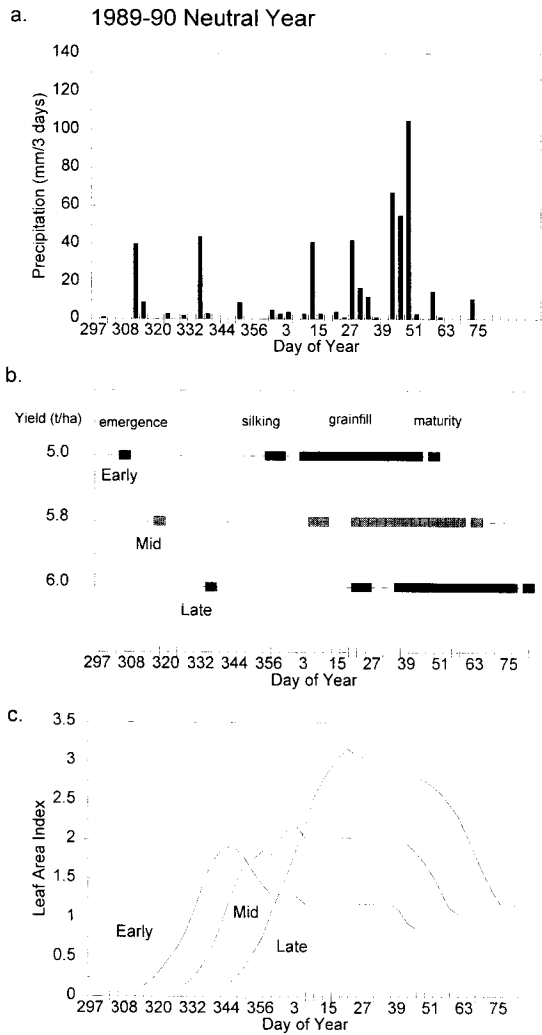 a. 1989-90 Neutral Year
Precipitation (mm/3 days)
140
120
100
80
60
40
20
0
297 308 320 332 344 356 3 15 27 39 51 63 75
Day of Year
b.
Yield (t/ha) emergence silking grainfill maturity
5.0
Early
5.8
Mid
6.0
Late
297 308 320 332 344 356 3 15 27 39 51 63 75
Day of Year
c.
Leaf Area Index
3.5
3
2.5
2
1.5
1
0.5
0
Early
Mid
Late
297 308 320 332 344 356 3 15 27 39 51 63 75
Day of Year